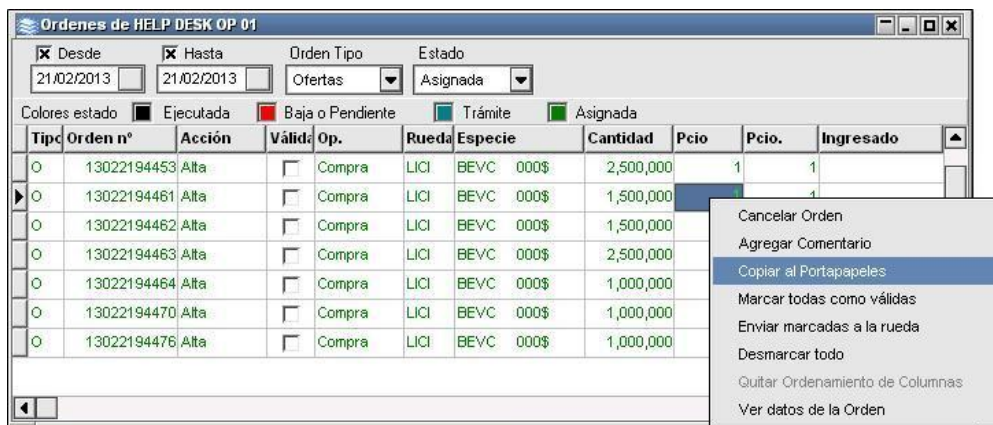 Ordenes de HELP DESK OP 01
Desde Hasta Orden Tipo Estado
21/02/2013 21/02/2013 Ofertas Asignada
Colores estado Ejecutada Baja o Pendiente Trámite Asignada
Tipo Orden nº Acción Válida Op. Rueda Especie Cantidad Pcio Pcio. Ingresado
O 13022194453 Alta Compra LICI BEVC 000$ 2,500,000 1 1
O 13022194461 Alta Compra LICI BEVC 000$ 1,500,000 1 1
O 13022194462 Alta Compra LICI BEVC 000$ 1,500,000
O 13022194463 Alta Compra LICI BEVC 000$ 2,500,000
O 13022194464 Alta Compra LICI BEVC 000$ 1,000,000
O 13022194470 Alta Compra LICI BEVC 000$ 1,000,000
O 13022194476 Alta Compra LICI BEVC 000$ 1,000,000
Cancelar Orden
Agregar Comentario
Copiar al Portapapeles
Marcar todas como válidas
Enviar marcadas a la rueda
Desmarcar todo
Quitar Ordenamiento de Columnas
Ver datos de la Orden